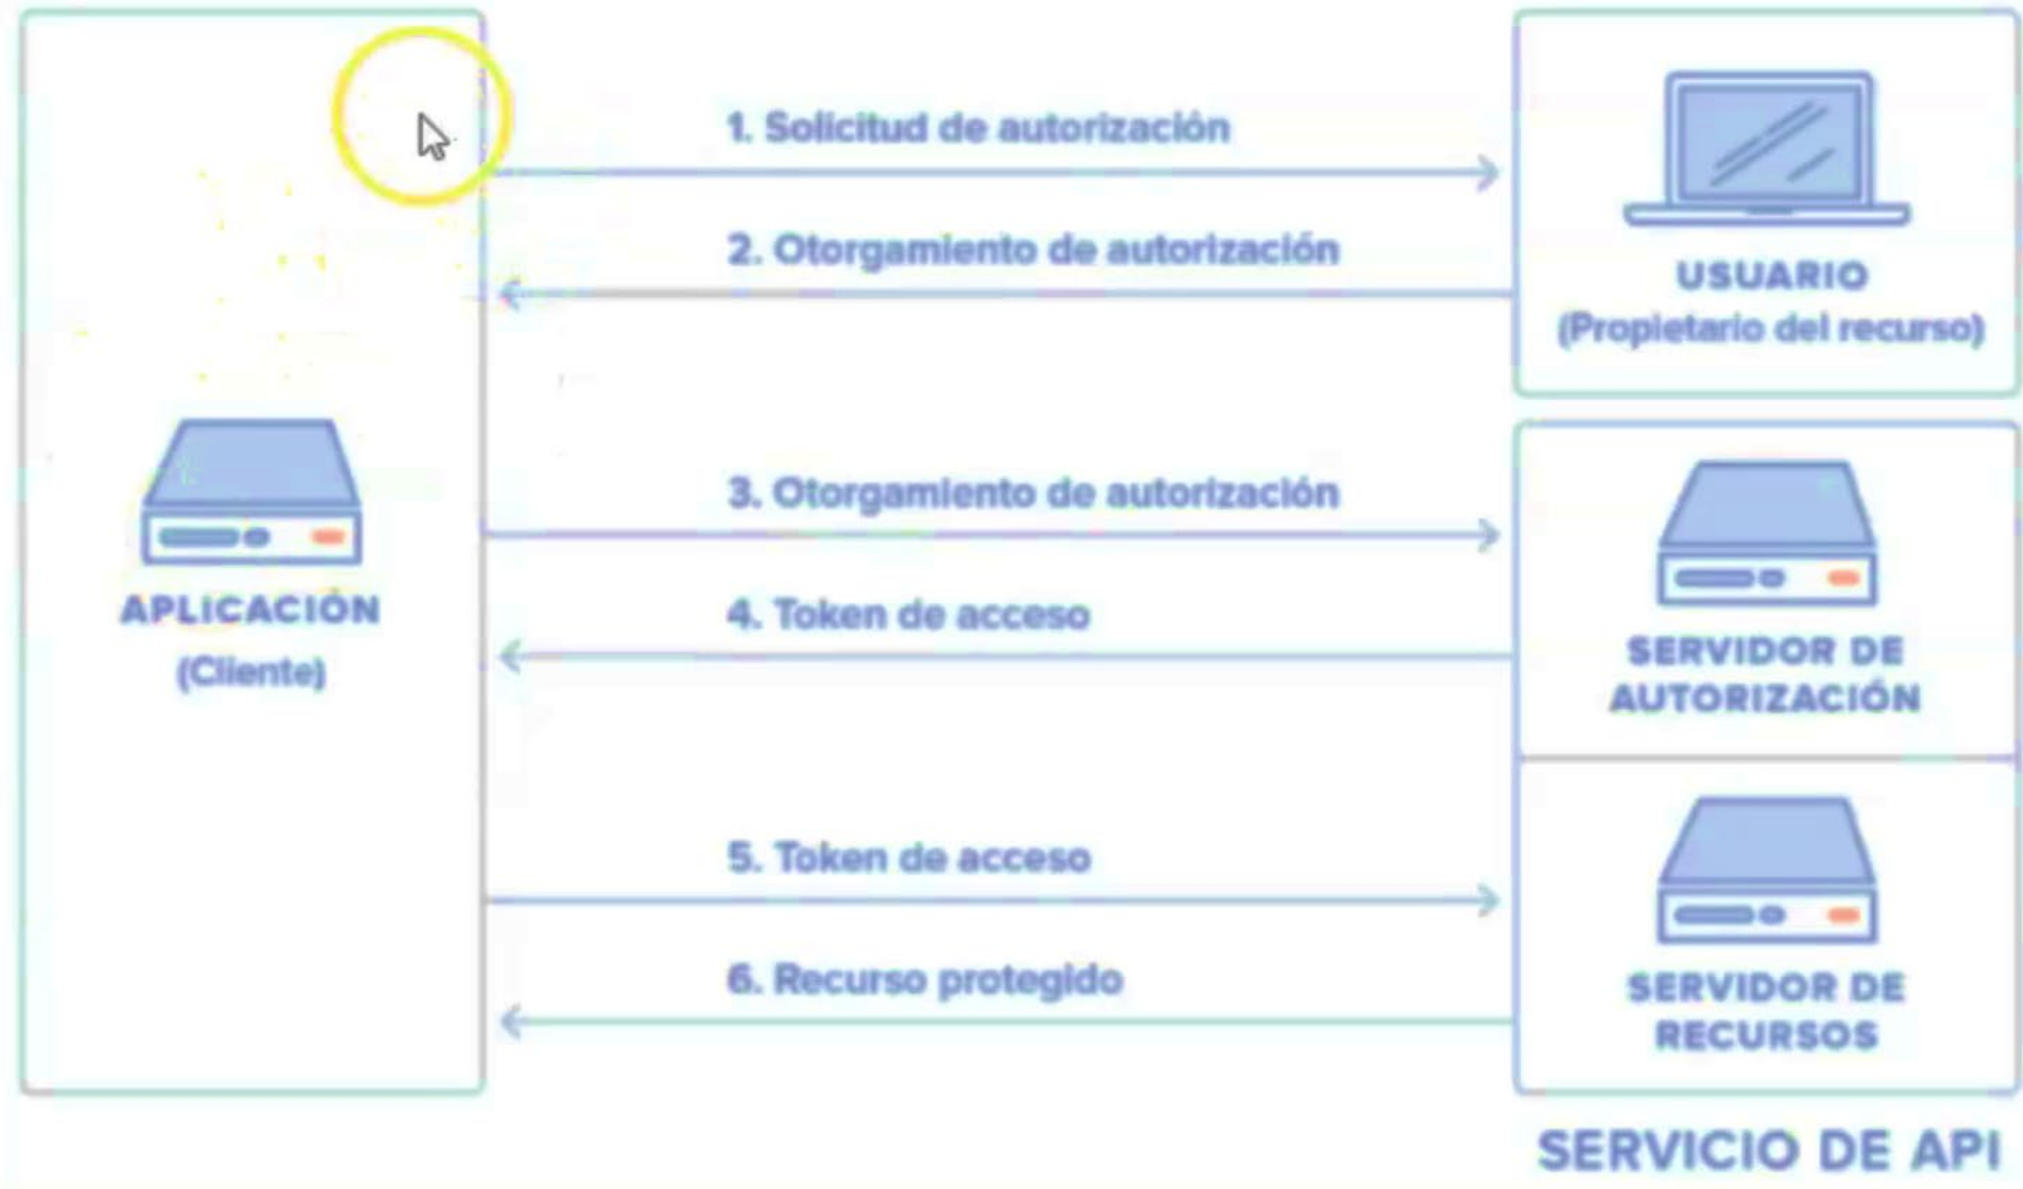 1. Solicitud de autorización
2. Otorgamiento de autorización
USUARIO
(Propietario del recurso)
3. Otorgamiento de autorización
APLICACIÓN
(Cliente)
4. Token de acceso
SERVIDOR DE
AUTORIZACIÓN
5. Token de acceso
6. Recurso protegido
SERVIDOR DE
RECURSOS
SERVICIO DE API